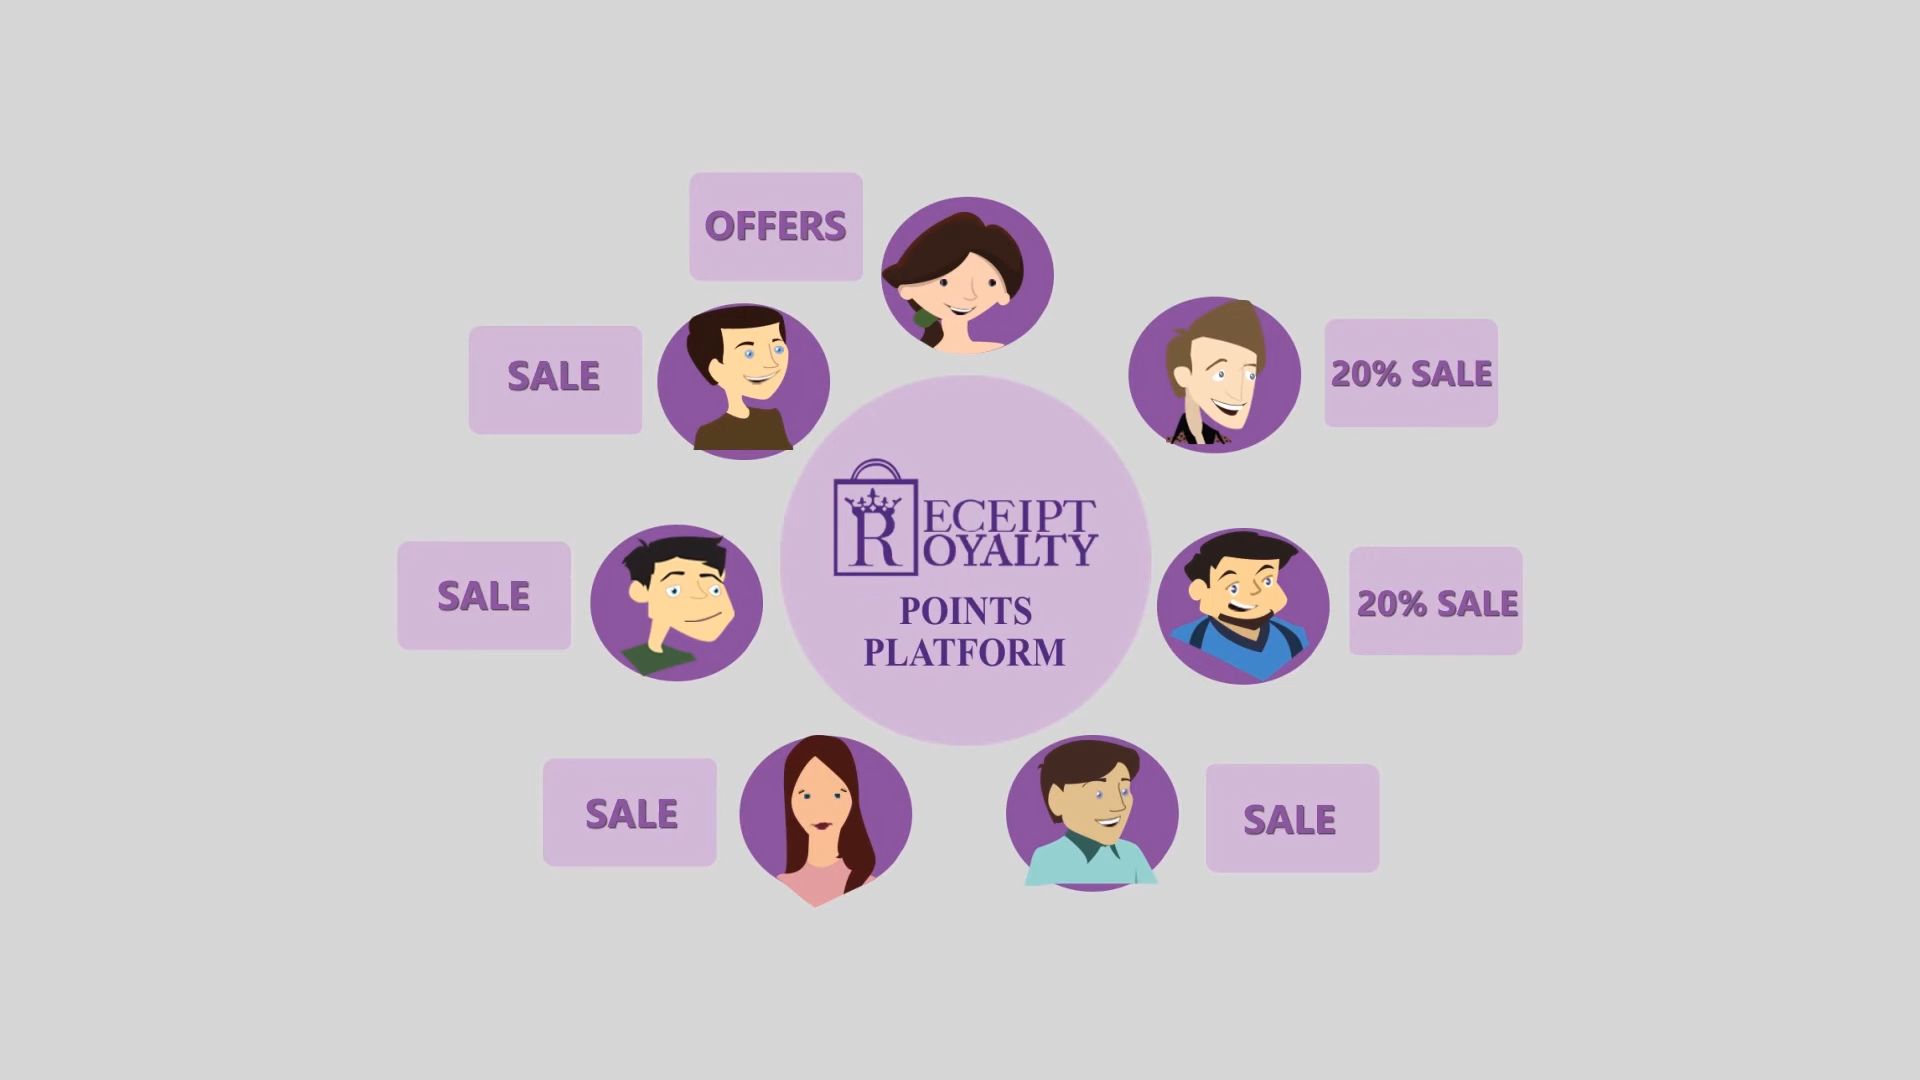 OFFERS
SALE
20% SALE
RECEIPT
ROYALTY
POINTS
PLATFORM
SALE
20% SALE
SALE
SALE